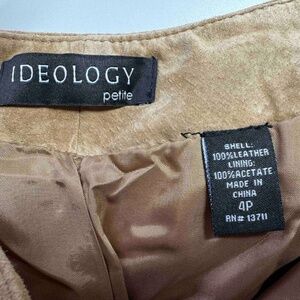 IDEOLOGY
petite
SHELL:
100%LEATHER
LINING:
100%ACETATE
MADE IN
CHINA
4P
RN# 13711